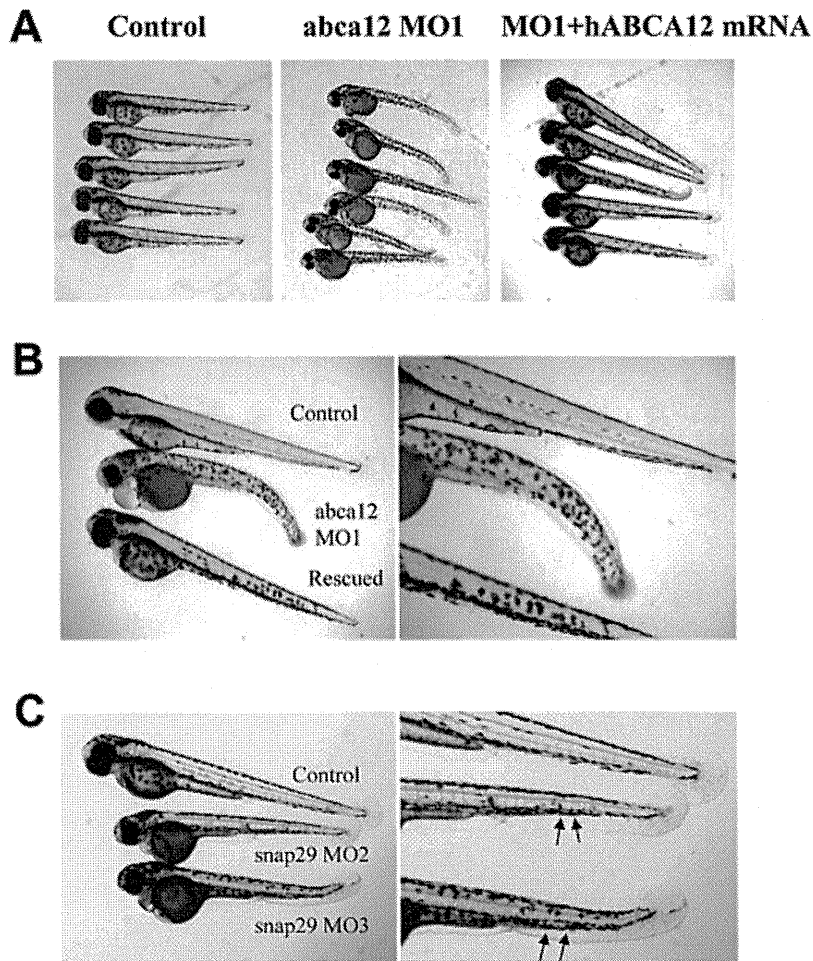 A
Control abca12 MO1 MO1+hABCA12 mRNA
B
Control
abca12
MO1
Rescued
C
Control
snap29 MO2
snap29 MO3